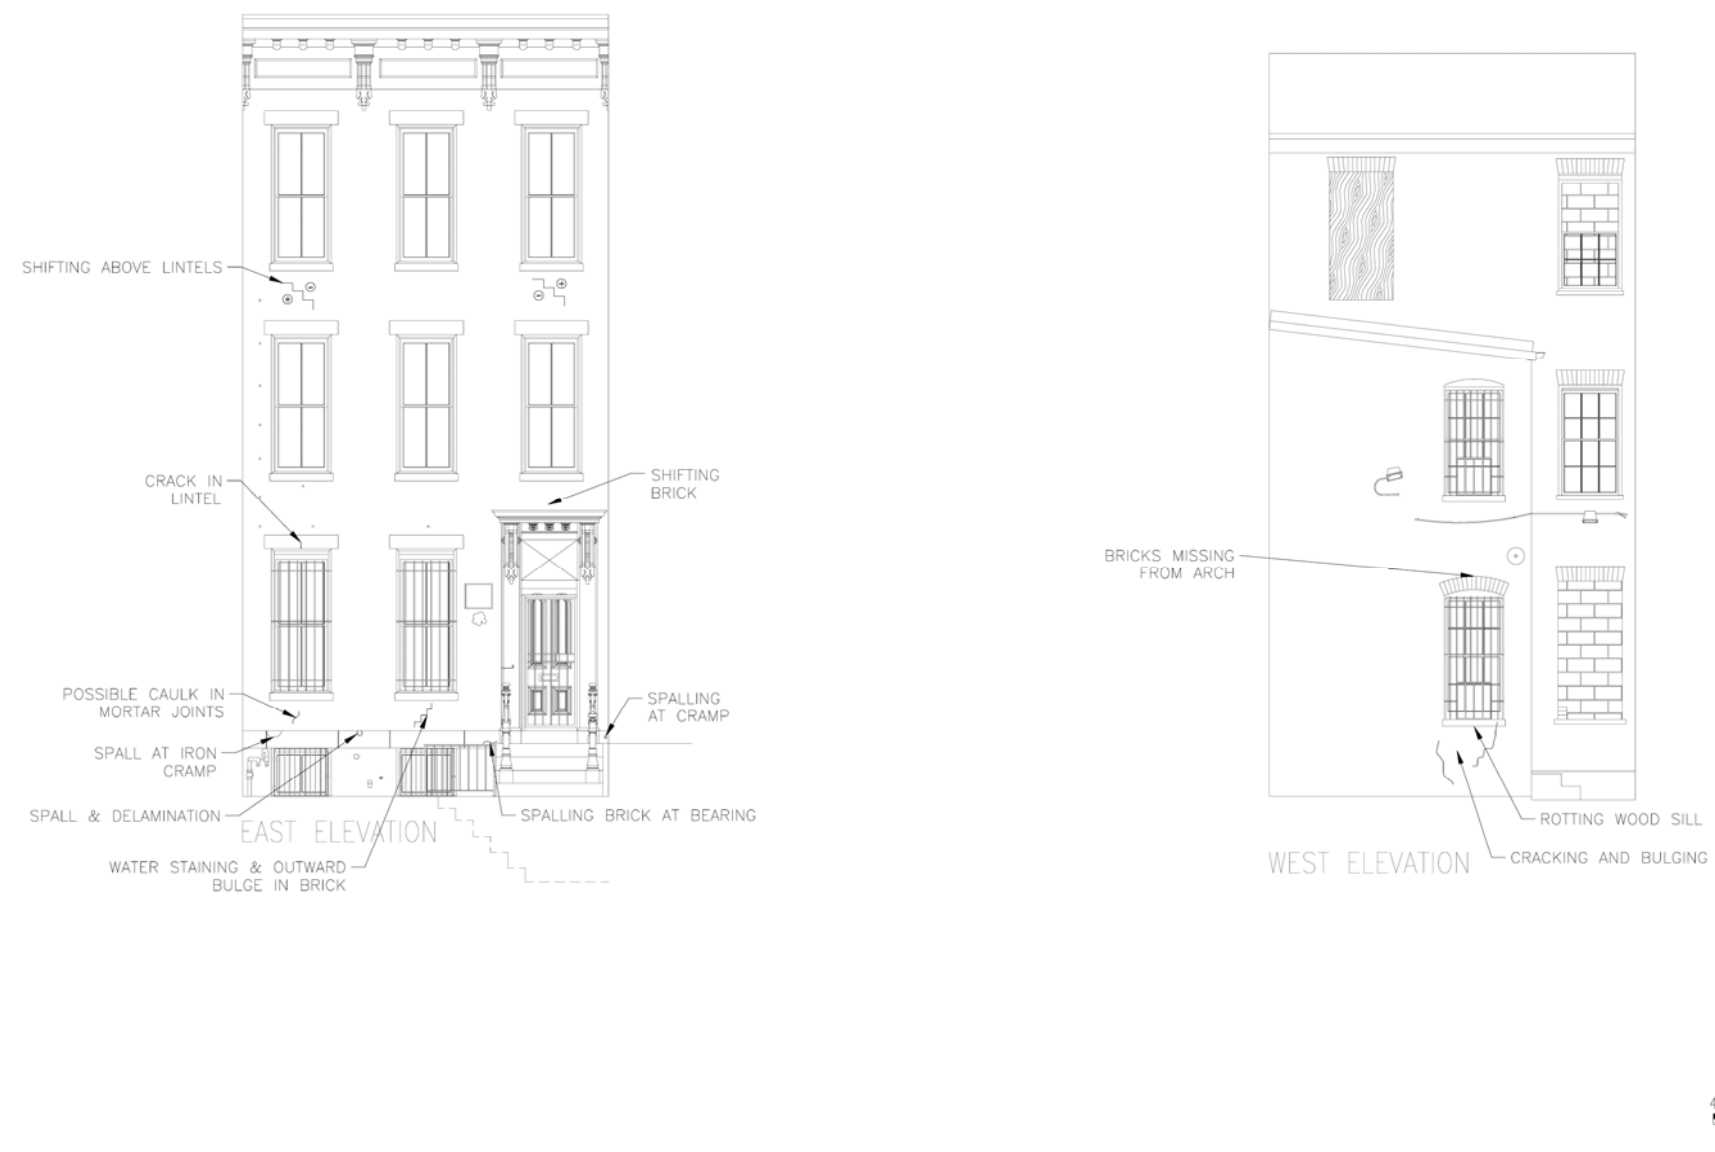 SHIFTING ABOVE LINTELS
CRACK IN
LINTEL
SHIFTING
BRICK
POSSIBLE CAULK IN
MORTAR JOINTS
SPALLING
AT CRAMP
SPALL AT IRON
CRAMP
SPALL & DELAMINATION
SPALLING BRICK AT BEARING
EAST ELEVATION
WATER STAINING & OUTWARD
BULGE IN BRICK
BRICKS MISSING
FROM ARCH
ROTTING WOOD SILL
CRACKING AND BULGING
WEST ELEVATION
4